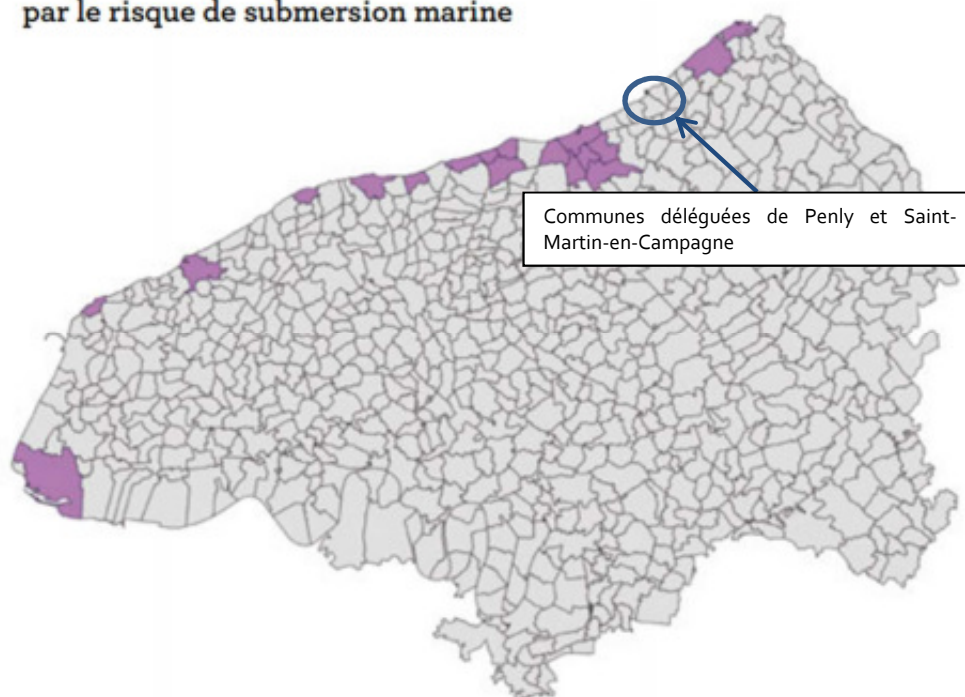 par le risque de submersion marine
Communes déléguées de Penly et Saint-
Martin-en-Campagne